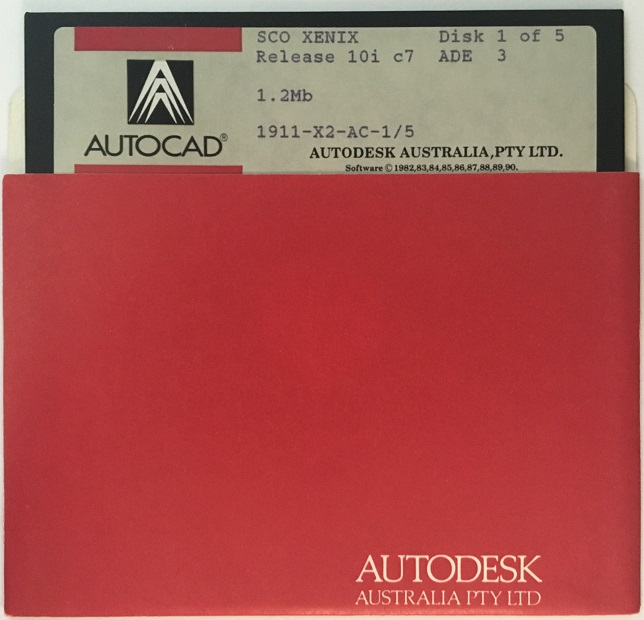 SCO XENIX Disk 1 of 5
Release 10i c7 ADE 3
1.2Mb
1911-X2-AC-1/5
AUTOCAD®
AUTODESK AUSTRALIA,PTY LTD.
Software © 1982,83,84,85,86,87,88,89,90.
AUTODESK
AUSTRALIA PTY LTD